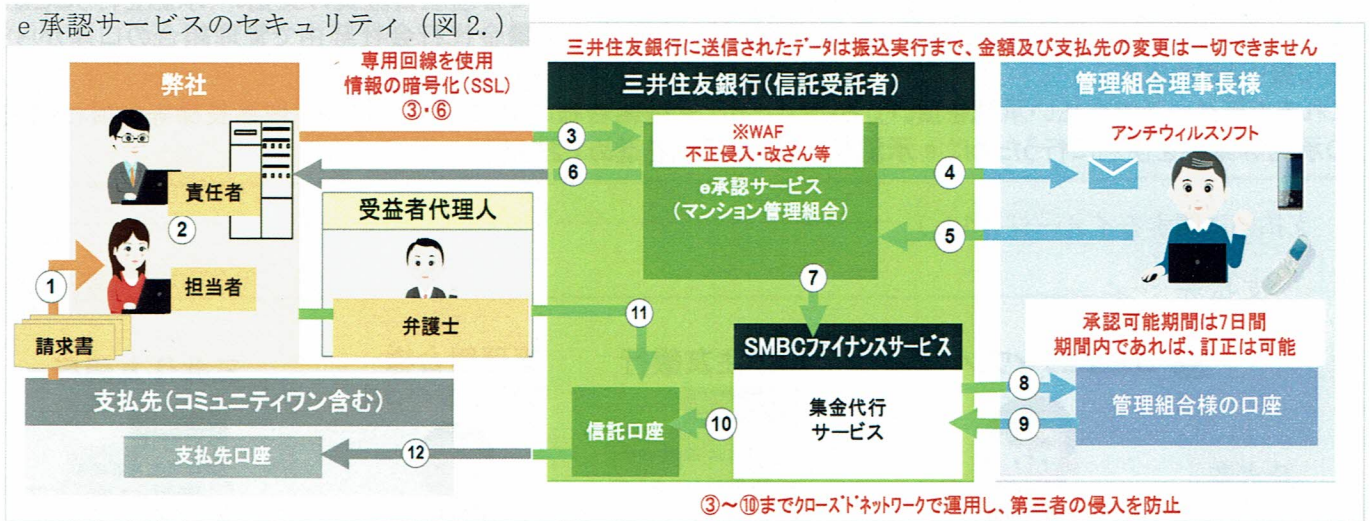 e承認サービスのセキュリティ（図2.）
三井住友銀行に送信されたﾃﾞｰﾀは振込実行まで、金額及び支払先の変更は一切できません
専用回線を使用
情報の暗号化(SSL)
③・⑥
弊社
三井住友銀行(信託受託者)
管理組合理事長様
責任者
②
担当者
①
請求書
③
⑥
※WAF
不正侵入・改ざん等
e承認サービス
(マンション管理組合)
④
⑤
アンチウィルスソフト
受益者代理人
弁護士
⑪
⑦
SMBCﾌｧｲﾅﾝｽｻｰﾋﾞｽ
集金代行
サービス
承認可能期間は7日間
期間内であれば、訂正は可能
⑧
⑨
管理組合様の口座
支払先(コミュニティワン含む)
支払先口座
⑫
信託口座
⑩
③～⑩までｸﾛｰｽﾞﾄﾞﾈｯﾄﾜｰｸで運用し、第三者の侵入を防止